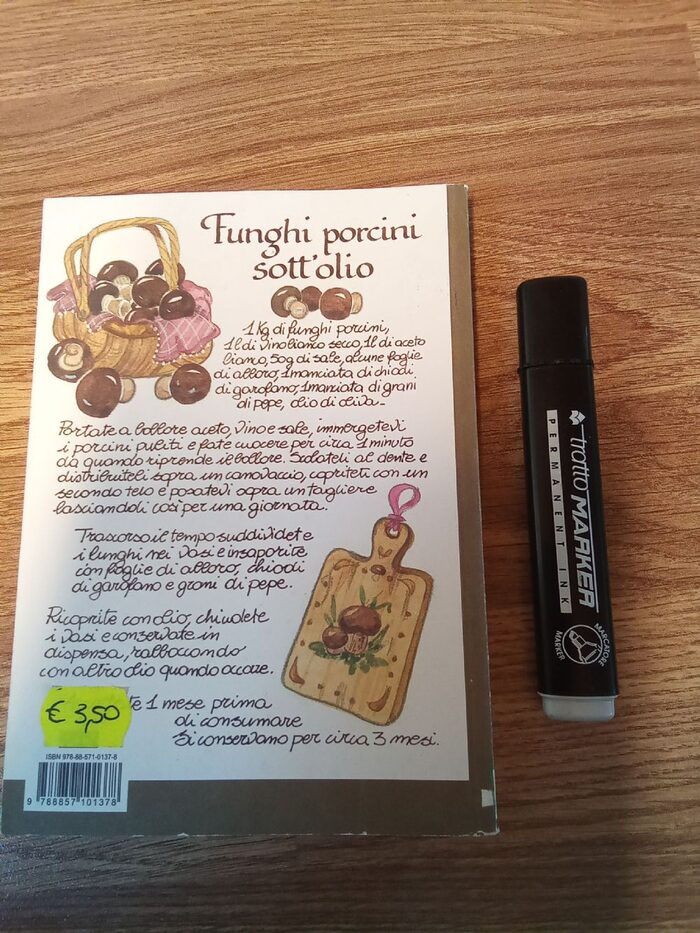 Funghi porcini
sott'olio
1 Kg di funghi porcini,
1 l di vino bianco secco, 1 l di aceto
bianco, 50 g di sale, alcune foglie
di alloro, 1 manciata di chiodi
di garofano, 1 manciata di grani
di pepe, olio di oliva -
Portate a bollore aceto, vino e sale, immergetevi
i porcini puliti e fate cuocere per circa 1 minuto
da quando riprende il bollore. Scolateli al dente e
distribuiteli sopra un canovaccio, copriteli con un
secondo telo e posatevi sopra un tagliere
lasciandoli così per una giornata.
Trascorso il tempo suddividete
i funghi nei vasi e insaporite
con foglie di alloro, chiodi
di garofano e grani di pepe.
Ricoprite con olio, chiudete
i vasi e conservate in
dispensa, rabboccando
con altro olio quando occorre.
te 1 mese prima
di consumare
Si conservano per circa 3 mesi.
€ 3,50
ISBN 978-88-571-0137-8
9 788857 101378
tratto MARKER
PERMANENT INK
MARCATORE
MARKER